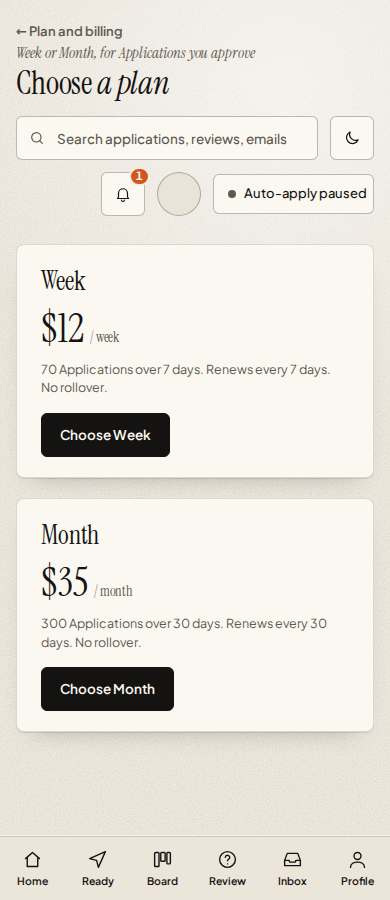 ← Plan and billing
Week or Month, for Applications you approve
Choose a plan
Search applications, reviews, emails
1
Auto-apply paused
Week
$12 / week
70 Applications over 7 days. Renews every 7 days.
No rollover.
Choose Week
Month
$35 / month
300 Applications over 30 days. Renews every 30
days. No rollover.
Choose Month
Home Ready Board Review Inbox Profile